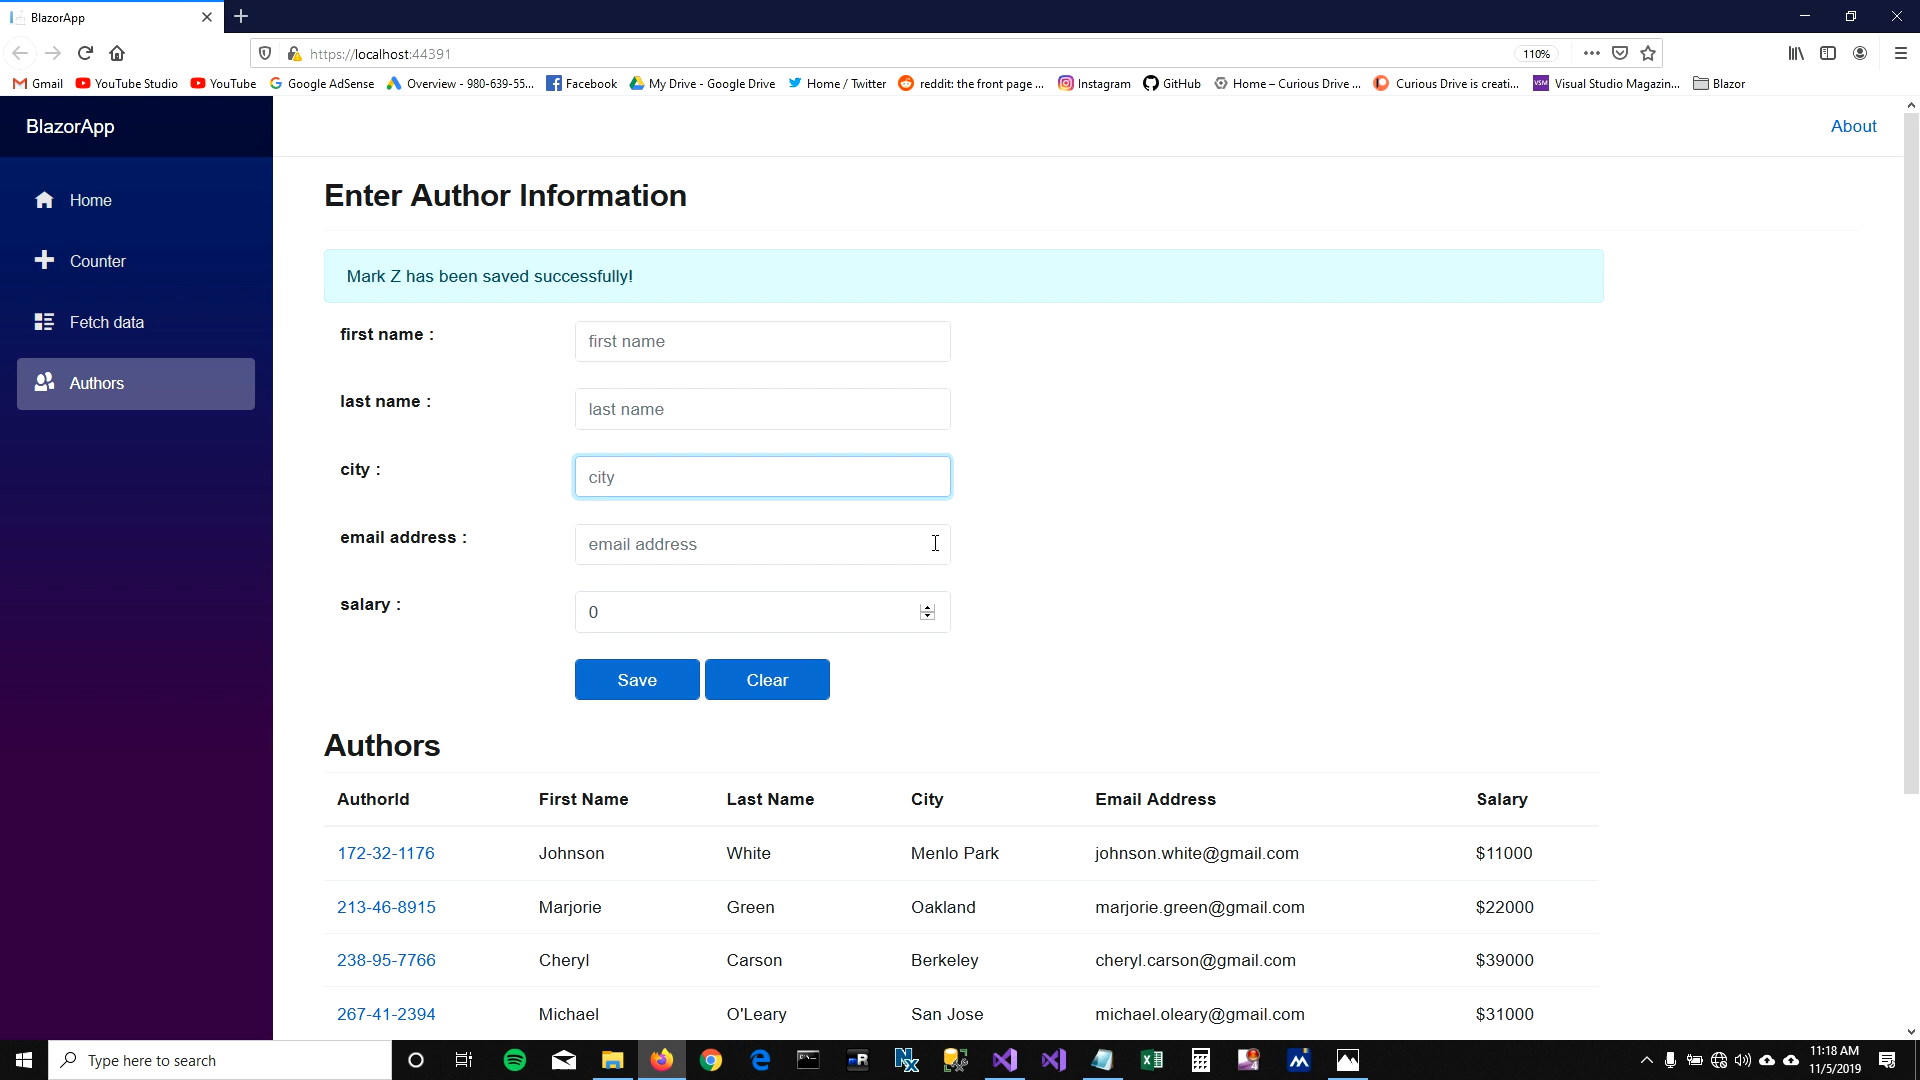 BlazorApp
https://localhost:44391
110%
Gmail
YouTube Studio
YouTube
Google AdSense
Overview - 980-639-55...
Facebook
My Drive - Google Drive
Home / Twitter
reddit: the front page ...
Instagram
GitHub
Home – Curious Drive ...
Curious Drive is creati...
VSM
Visual Studio Magazin...
Blazor
BlazorApp
About
Home
Counter
Fetch data
Authors
Enter Author Information
Mark Z has been saved successfully!
first name :
first name
last name :
last name
city :
city
email address :
email address
salary :
0
Save
Clear
Authors
AuthorId First Name Last Name City Email Address Salary
172-32-1176 Johnson White Menlo Park johnson.white@gmail.com $11000
213-46-8915 Marjorie Green Oakland marjorie.green@gmail.com $22000
238-95-7766 Cheryl Carson Berkeley cheryl.carson@gmail.com $39000
267-41-2394 Michael O'Leary San Jose michael.oleary@gmail.com $31000
Type here to search
11:18 AM
11/5/2019